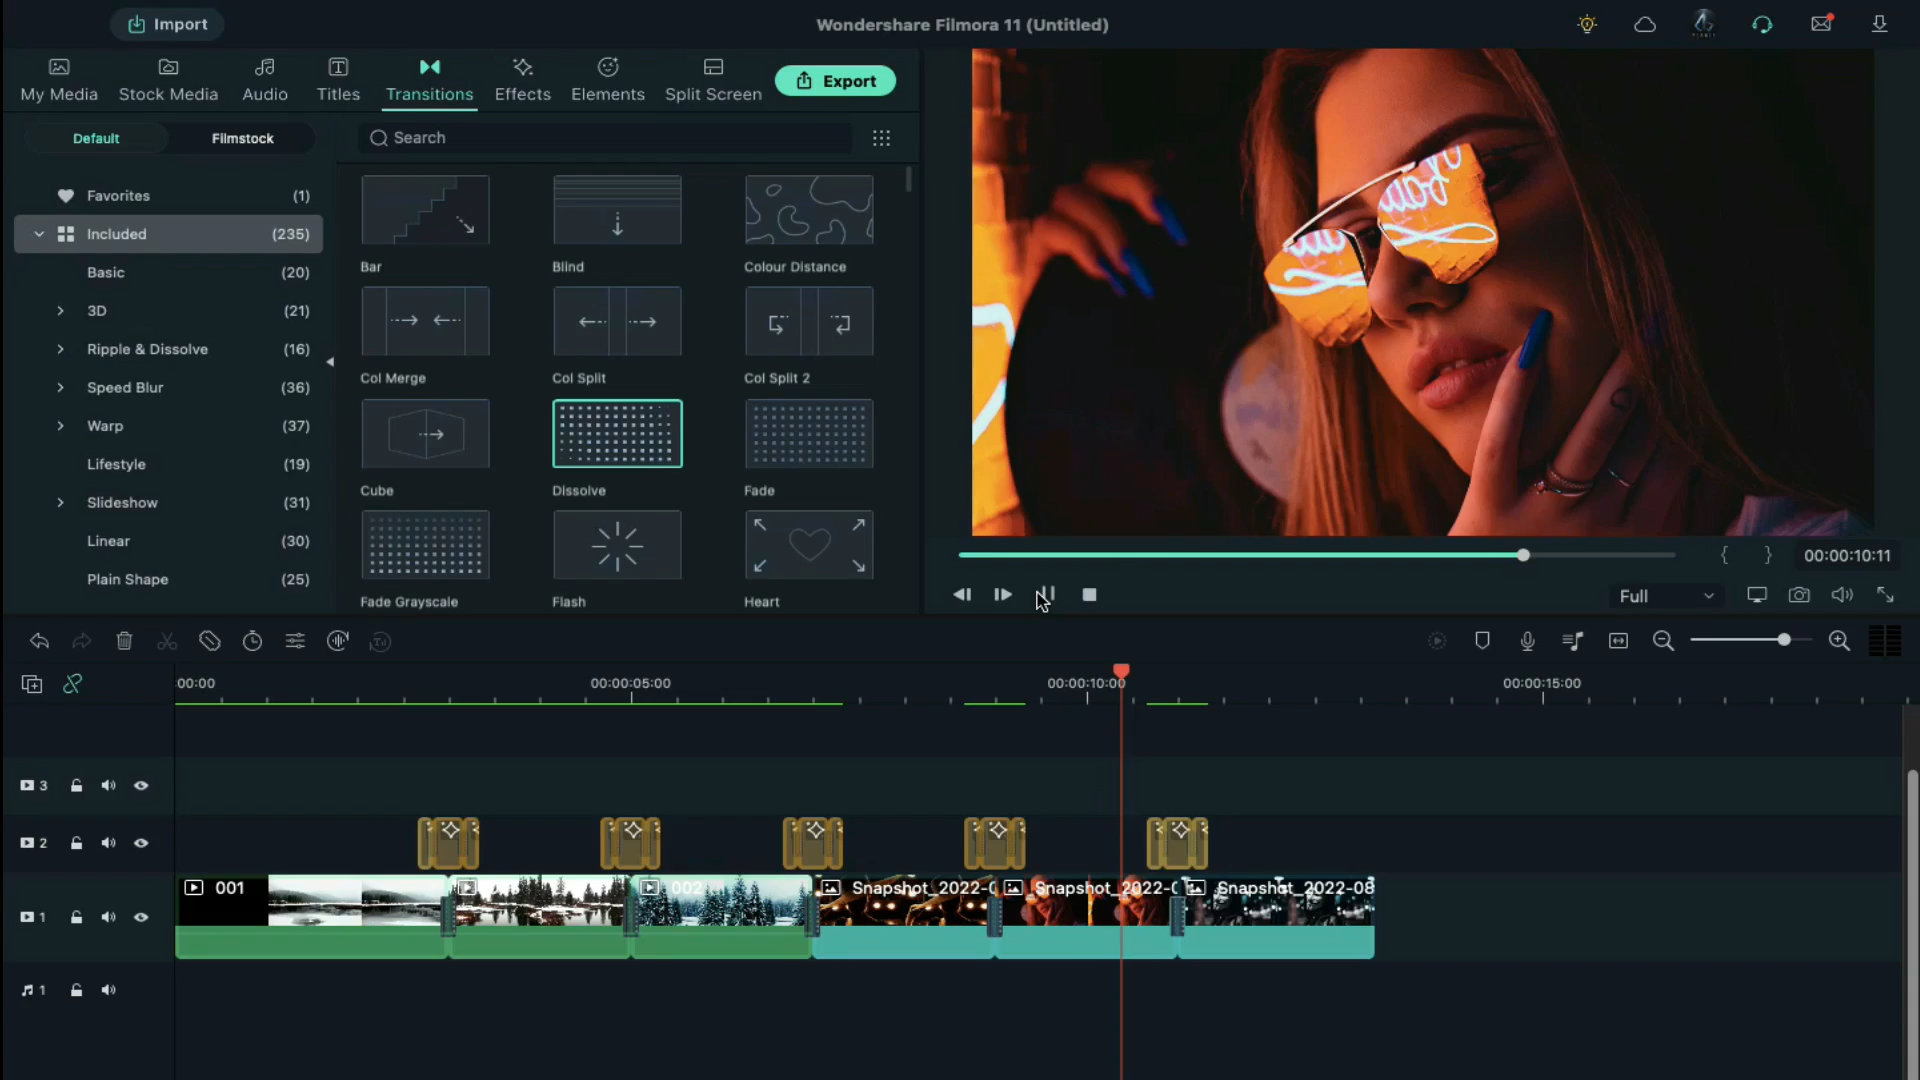 Import
Wondershare Filmora 11 (Untitled)
My Media
Stock Media
Audio
Titles
Transitions
Effects
Elements
Split Screen
Export
Default
Filmstock
Search
Favorites (1)
Included (235)
Basic (20)
3D (21)
Ripple & Dissolve (16)
Speed Blur (36)
Warp (37)
Lifestyle (19)
Slideshow (31)
Linear (30)
Plain Shape (25)
Bar
Blind
Colour Distance
Col Merge
Col Split
Col Split 2
Cube
Dissolve
Fade
Fade Grayscale
Flash
Heart
{ }
00:00:10:11
Full
:00:00
00:00:05:00
00:00:10:00
00:00:15:00
3
2
1
001
002
Snapshot_2022-0
Snapshot_2022-0
Snapshot_2022-08
1